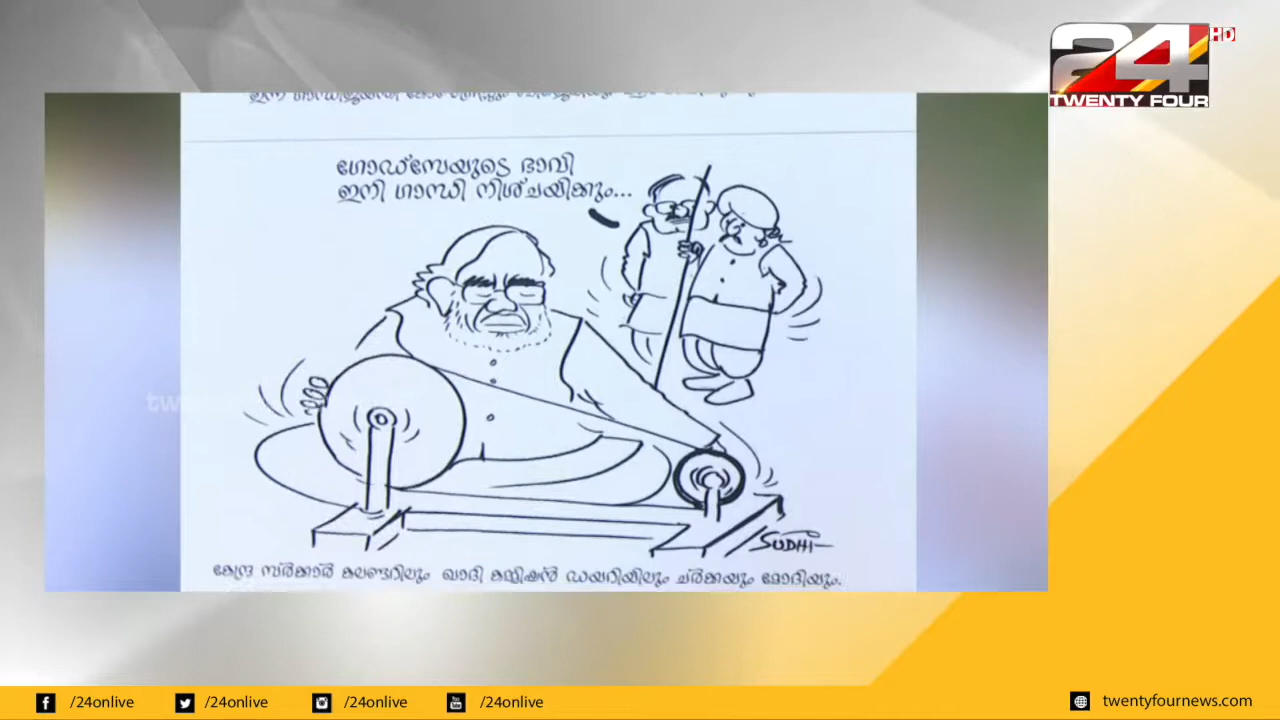 24 HD
TWENTY FOUR
ഗോഡ്സേയുടെ ഭാവി
ഇനി ഗാന്ധി നിശ്ചയിക്കും...
SUDHI
കേന്ദ്ര സർക്കാർ കലണ്ടറിലും ഖാദി കമ്മിഷൻ ഡയറിയിലും ചർക്കയും മോദിയും.
/24onlive
/24onlive
/24onlive
/24onlive
twentyfournews.com